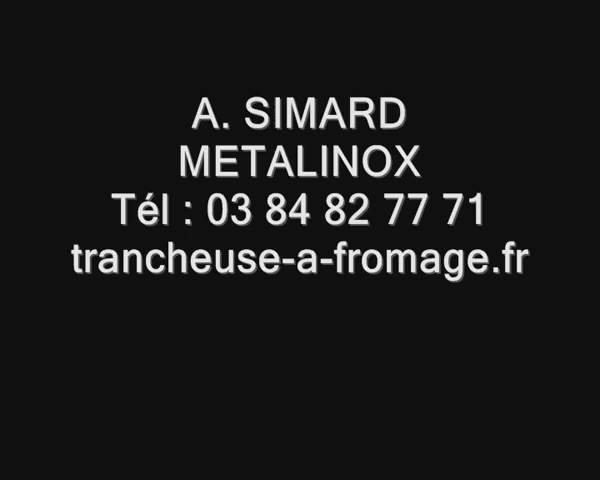 A. SIMARD
METALINOX
Tél : 03 84 82 77 71
trancheuse-a-fromage.fr